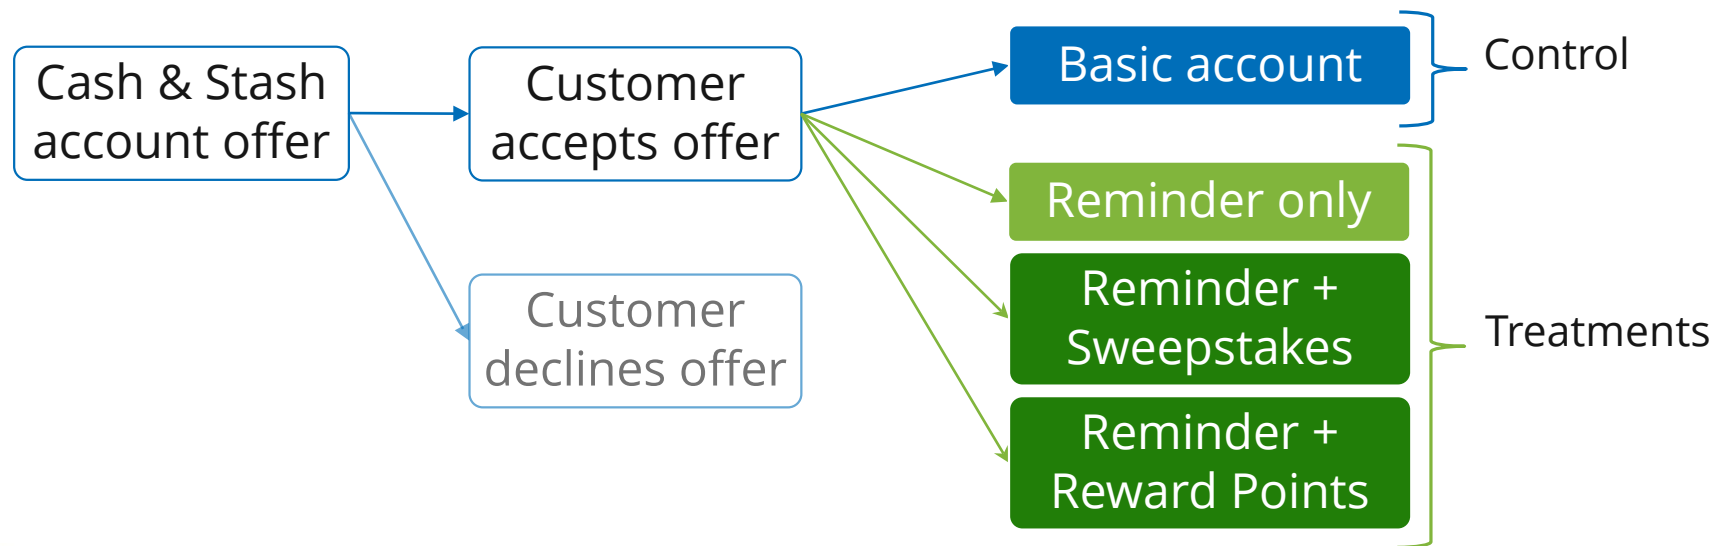 Cash & Stash
account offer
Customer
accepts offer
Customer
declines offer
Basic account
Reminder only
Reminder +
Sweepstakes
Reminder +
Reward Points
Control
Treatments